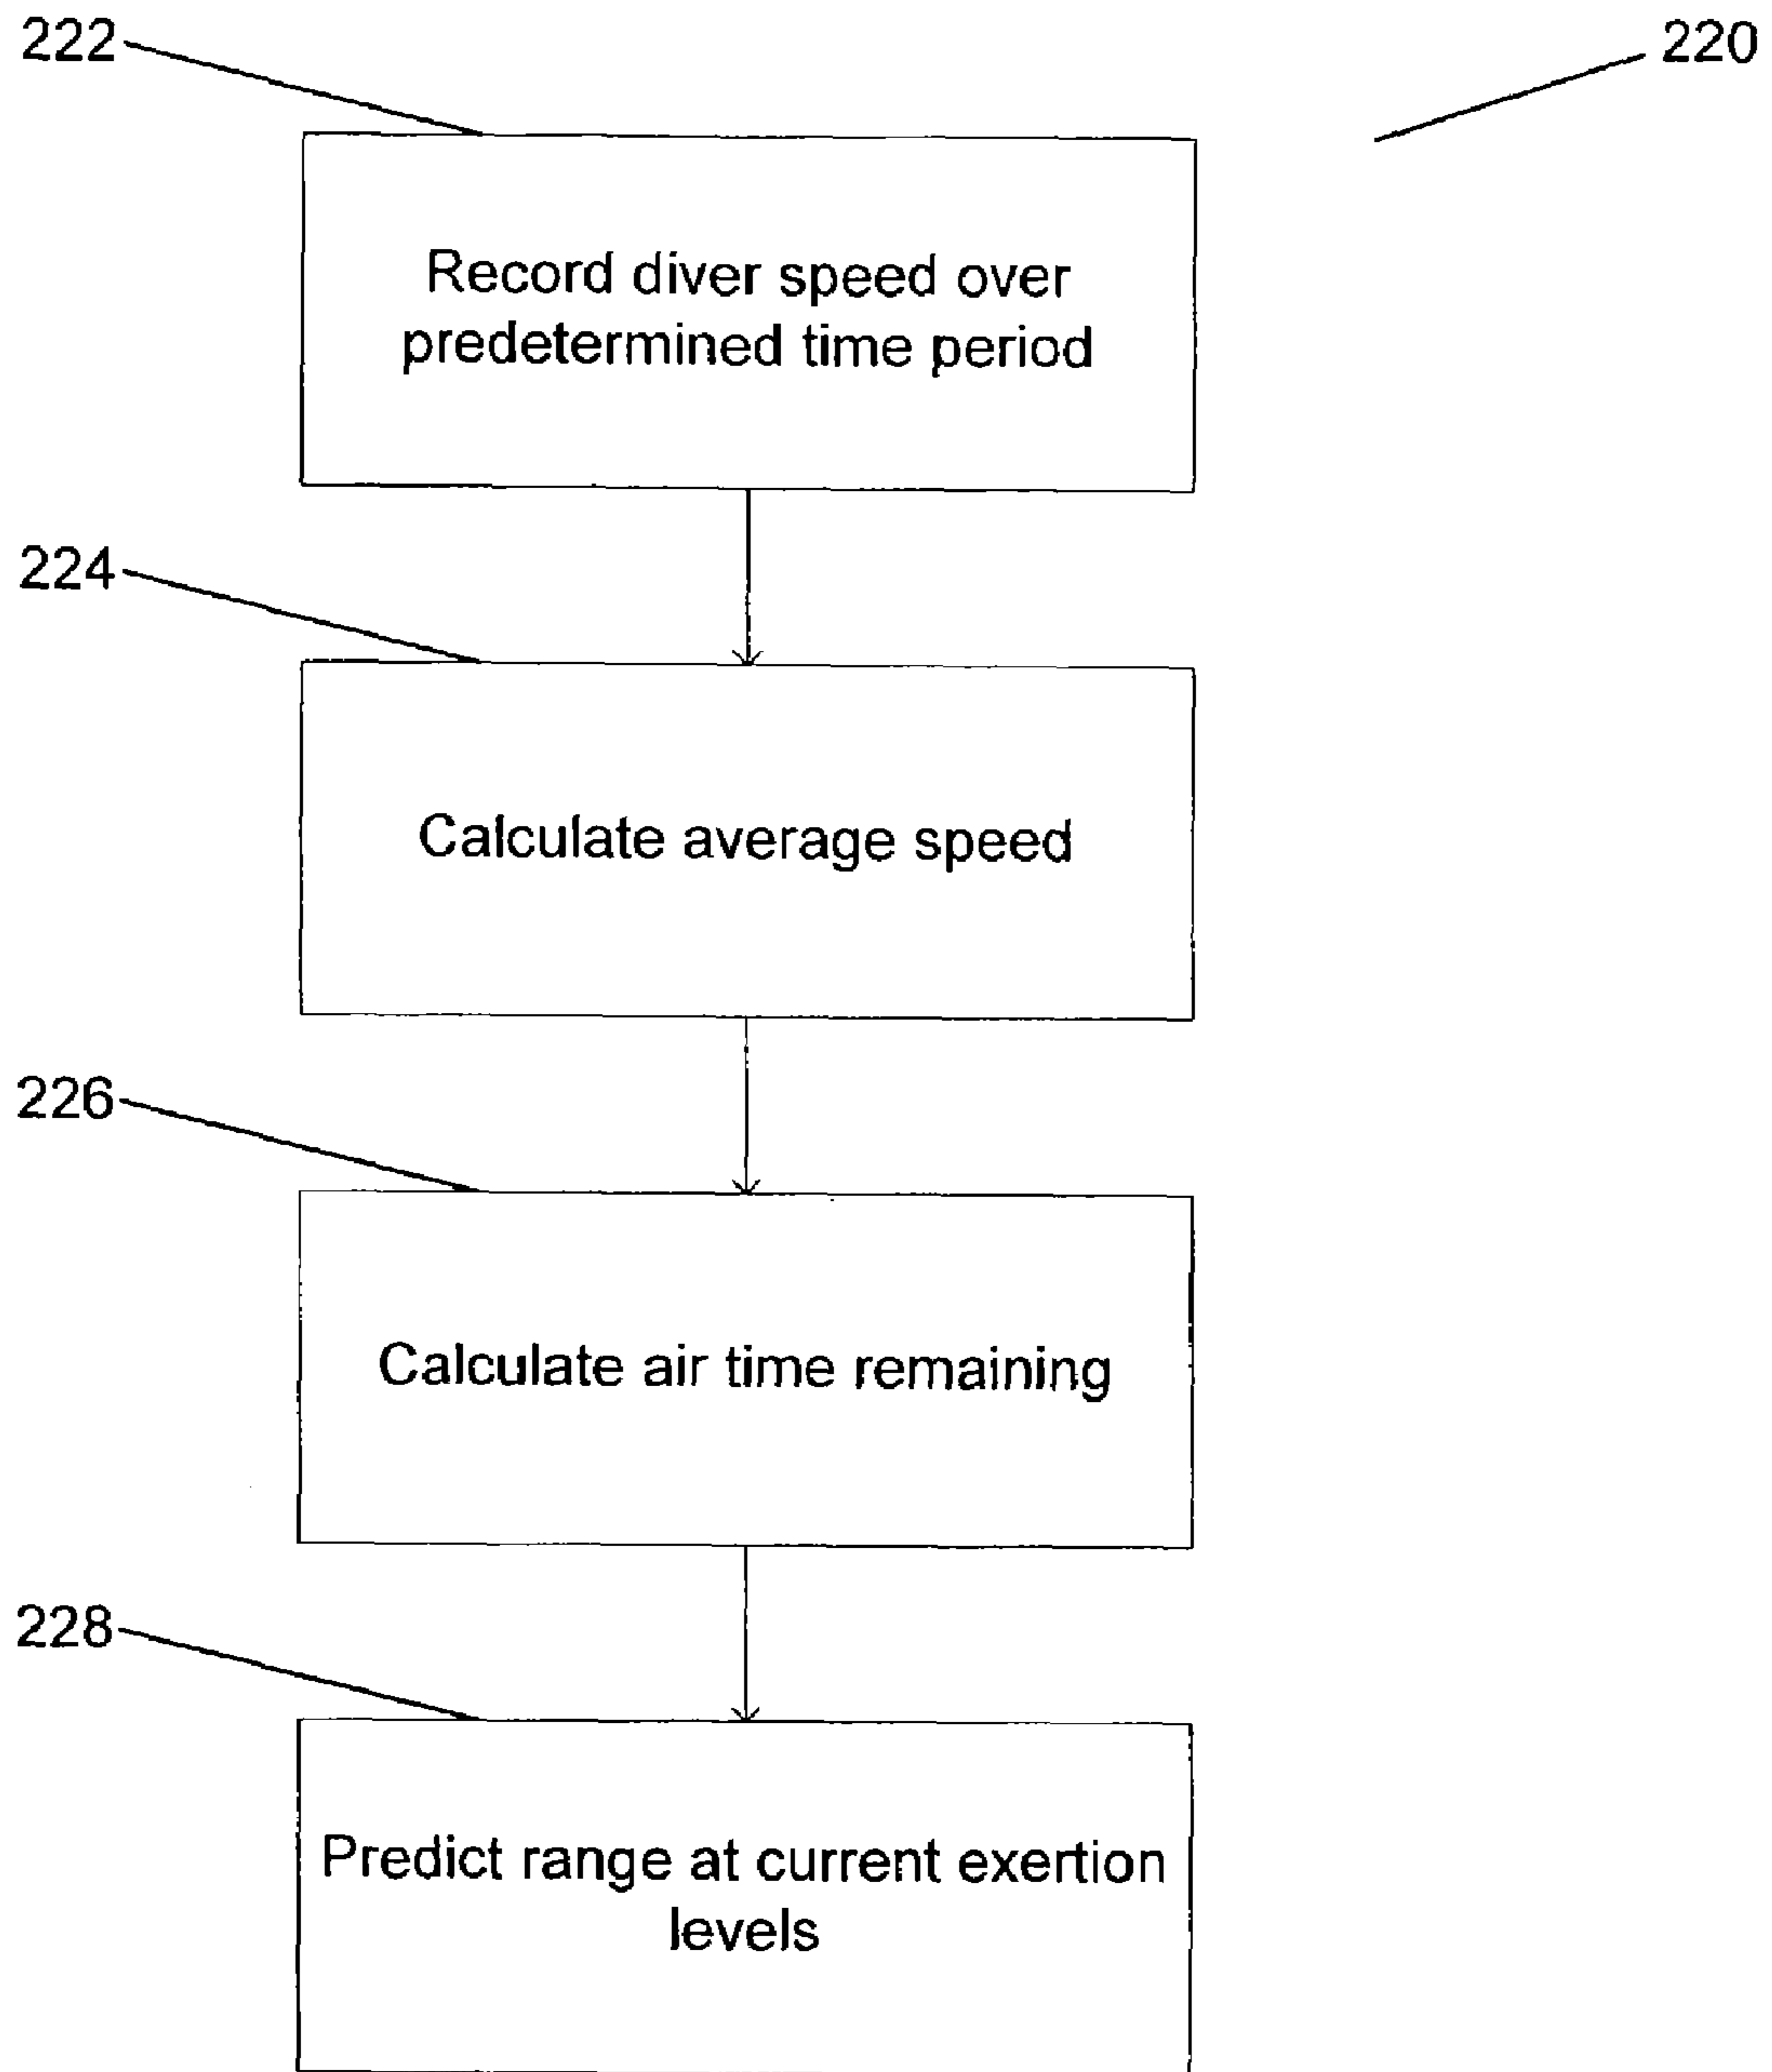 222
220
Record diver speed over
predetermined time period
224
Calculate average speed
226
Calculate air time remaining
228
Predict range at current exertion
levels